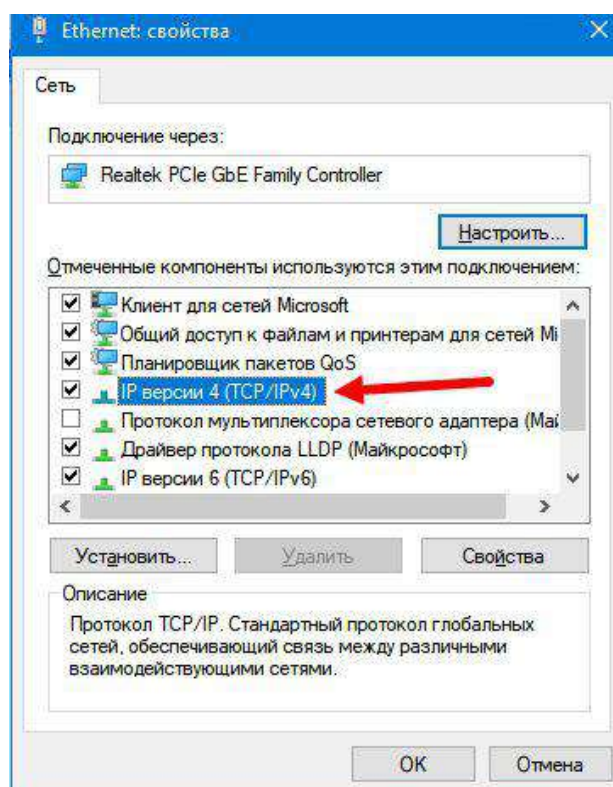 Ethernet: свойства
Сеть
Подключение через:
Realtek PCIe GbE Family Controller
Настроить...
Отмеченные компоненты используются этим подключением:
Клиент для сетей Microsoft
Общий доступ к файлам и принтерам для сетей Mi
Планировщик пакетов QoS
IP версии 4 (TCP/IPv4)
Протокол мультиплексора сетевого адаптера (Май
Драйвер протокола LLDP (Майкрософт)
IP версии 6 (TCP/IPv6)
Установить...
Удалить
Свойства
Описание
Протокол TCP/IP. Стандартный протокол глобальных
сетей, обеспечивающий связь между различными
взаимодействующими сетями.
OK
Отмена